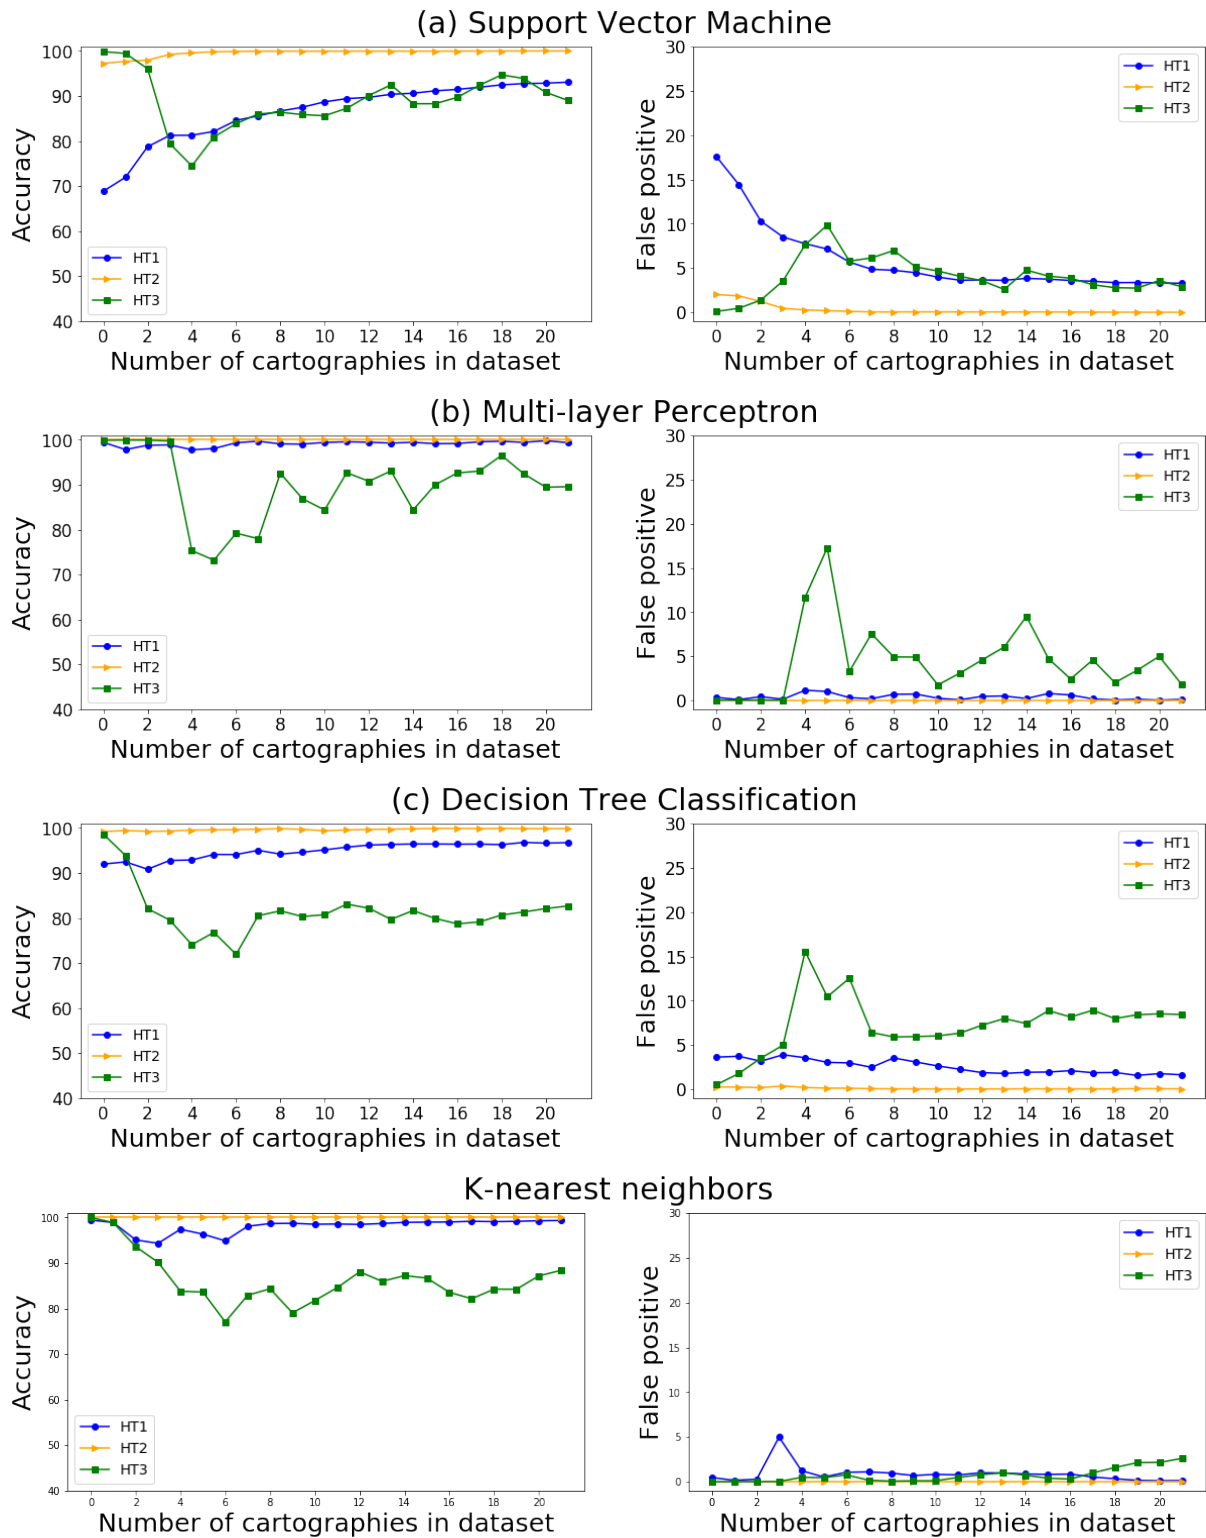 (a) Support Vector Machine
100
90
80
70
60
50
40
Accuracy
HT1
HT2
HT3
0 2 4 6 8 10 12 14 16 18 20
Number of cartographies in dataset
30
25
20
15
10
5
0
False positive
HT1
HT2
HT3
0 2 4 6 8 10 12 14 16 18 20
Number of cartographies in dataset
(b) Multi-layer Perceptron
100
90
80
70
60
50
40
Accuracy
HT1
HT2
HT3
0 2 4 6 8 10 12 14 16 18 20
Number of cartographies in dataset
30
25
20
15
10
5
0
False positive
HT1
HT2
HT3
0 2 4 6 8 10 12 14 16 18 20
Number of cartographies in dataset
(c) Decision Tree Classification
100
90
80
70
60
50
40
Accuracy
HT1
HT2
HT3
0 2 4 6 8 10 12 14 16 18 20
Number of cartographies in dataset
30
25
20
15
10
5
0
False positive
HT1
HT2
HT3
0 2 4 6 8 10 12 14 16 18 20
Number of cartographies in dataset
K-nearest neighbors
100
90
80
70
60
50
40
Accuracy
HT1
HT2
HT3
0 2 4 6 8 10 12 14 16 18 20
Number of cartographies in dataset
30
25
20
15
10
5
0
False positive
HT1
HT2
HT3
0 2 4 6 8 10 12 14 16 18 20
Number of cartographies in dataset